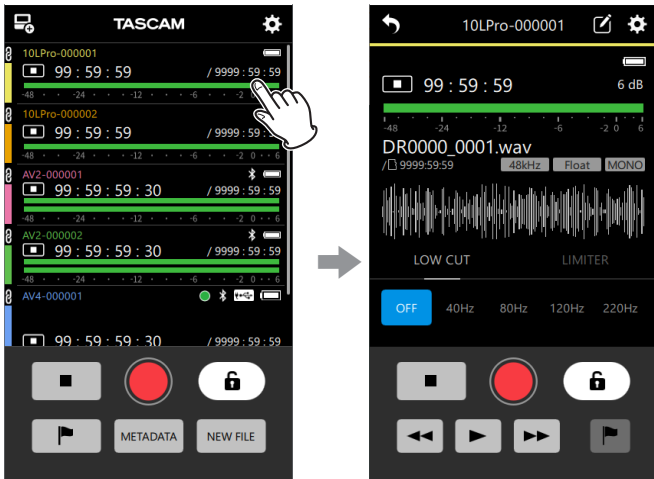 TASCAM
10LPro-000001
99 : 59 : 59 / 9999 : 59 : 59
-48 -24 -12 -6 -2 0
10LPro-000002
99 : 59 : 59 / 9999 : 59 : 59
-48 -24 -12 -6 -2 0 6
AV2-000001
99 : 59 : 59 : 30 / 9999 : 59 : 59
-48 -24 -12 -6 -2 0 6
AV2-000002
99 : 59 : 59 : 30 / 9999 : 59 : 59
-48 -24 -12 -6 -2 0 6
AV4-000001
99 : 59 : 59 : 30 / 9999 : 59 : 59
METADATA NEW FILE
10LPro-000001
99 : 59 : 59 6 dB
-48 -24 -12 -6 -2 0 6
DR0000_0001.wav
/ 9999:59:59 48kHz Float MONO
LOW CUT LIMITER
OFF 40Hz 80Hz 120Hz 220Hz